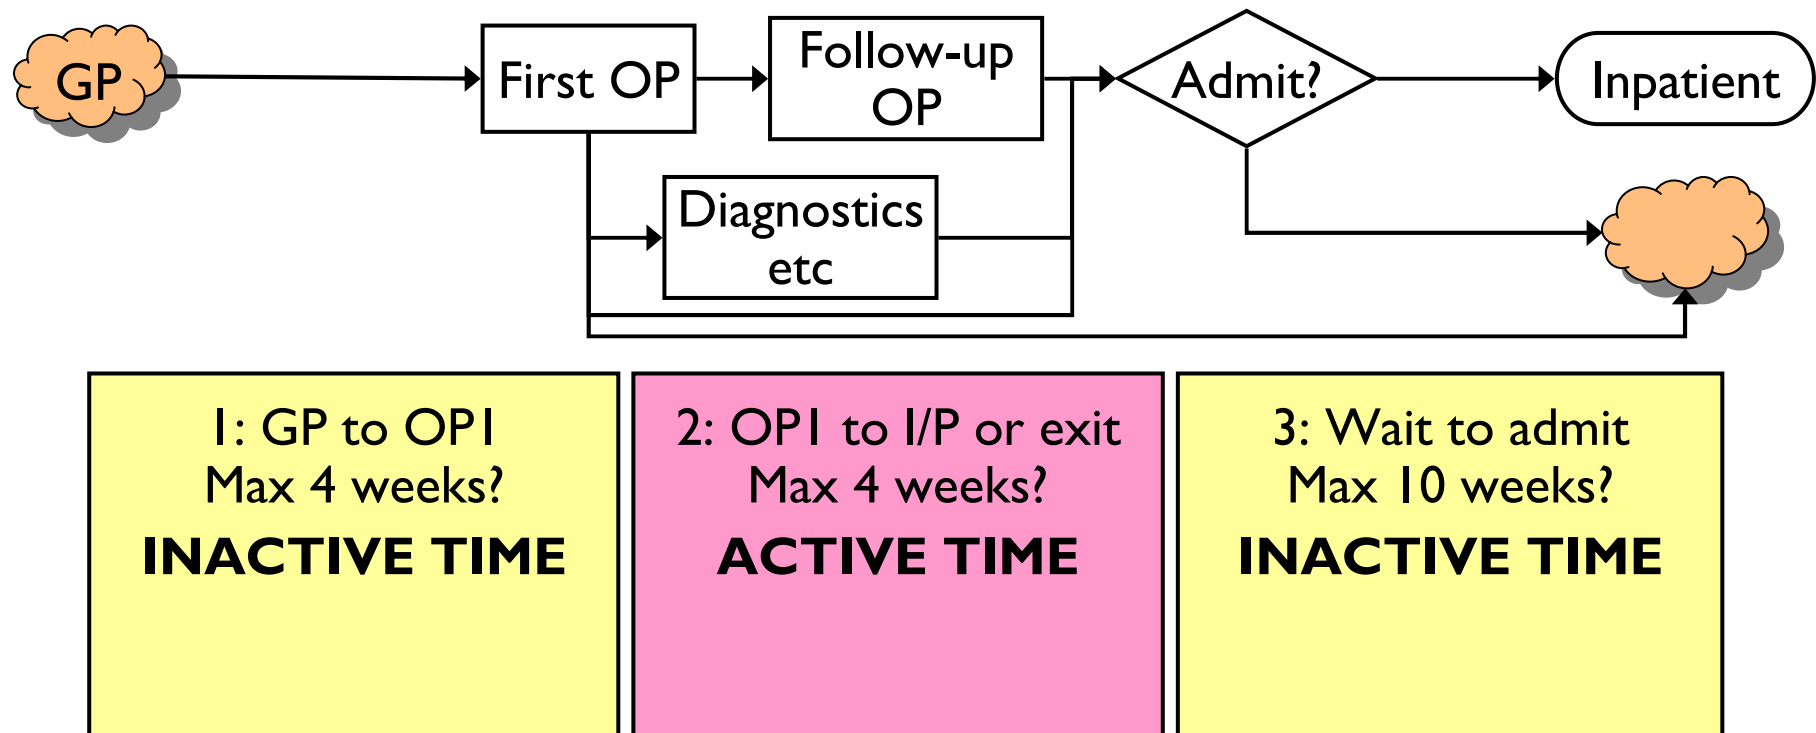 GP
First OP
Follow-up
OP
Admit?
Inpatient
Diagnostics
etc
1: GP to OP1
Max 4 weeks?
INACTIVE TIME
2: OP1 to I/P or exit
Max 4 weeks?
ACTIVE TIME
3: Wait to admit
Max 10 weeks?
INACTIVE TIME